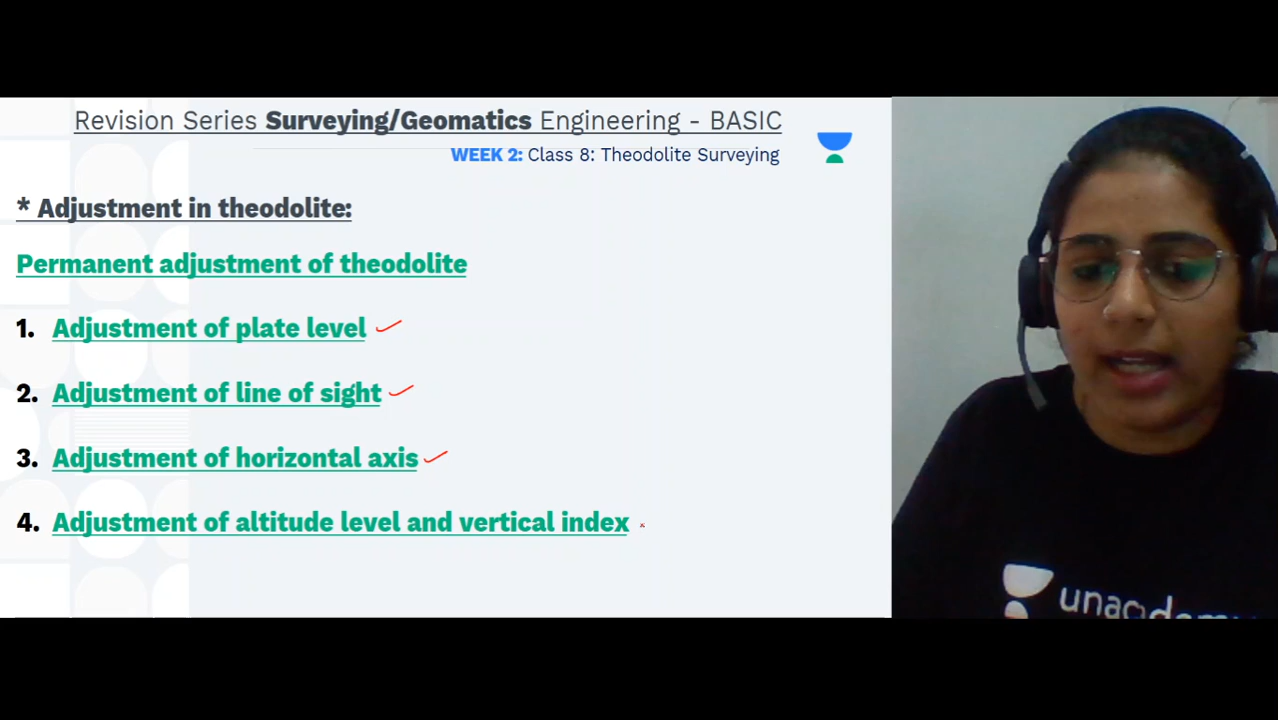 Revision Series Surveying/Geomatics Engineering - BASIC
WEEK 2: Class 8: Theodolite Surveying
* Adjustment in theodolite:
Permanent adjustment of theodolite
1. Adjustment of plate level
2. Adjustment of line of sight
3. Adjustment of horizontal axis
4. Adjustment of altitude level and vertical index
unacademy